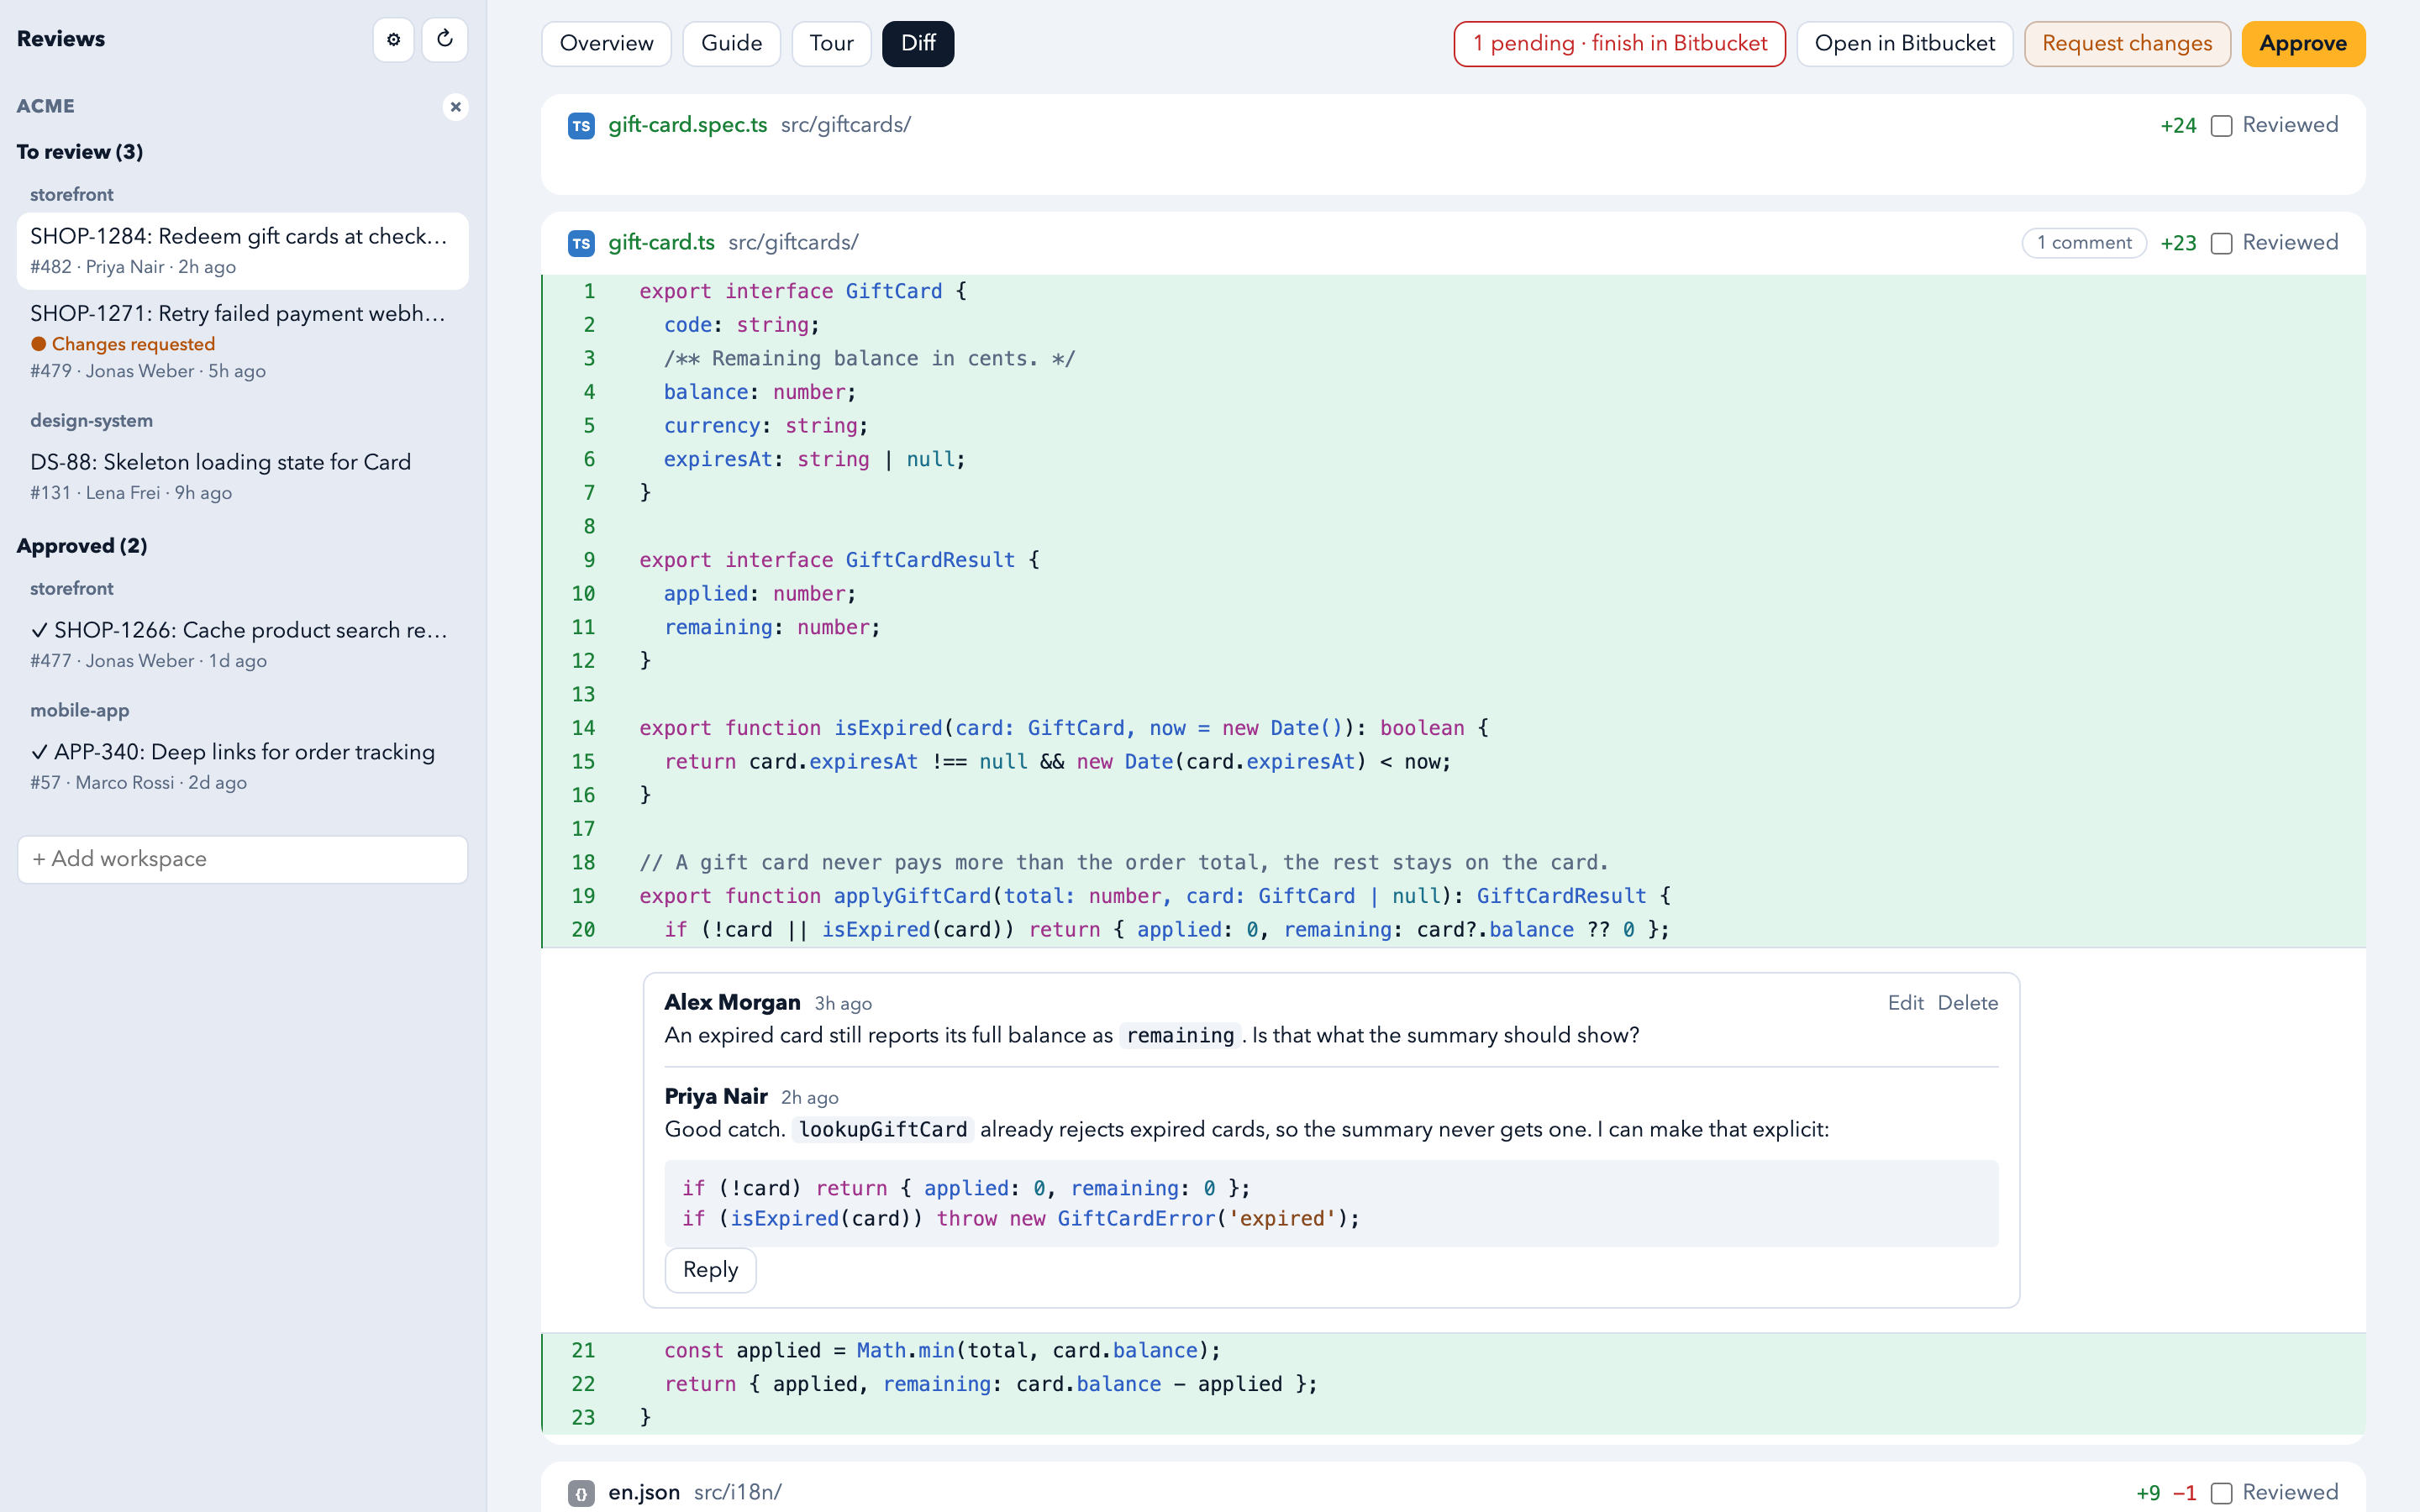 Reviews
ACME
To review (3)
storefront
SHOP-1284: Redeem gift cards at check…
#482 · Priya Nair · 2h ago
SHOP-1271: Retry failed payment webh…
Changes requested
#479 · Jonas Weber · 5h ago
design-system
DS-88: Skeleton loading state for Card
#131 · Lena Frei · 9h ago
Approved (2)
storefront
✓ SHOP-1266: Cache product search re…
#477 · Jonas Weber · 1d ago
mobile-app
✓ APP-340: Deep links for order tracking
#57 · Marco Rossi · 2d ago
+ Add workspace
Overview Guide Tour Diff 1 pending · finish in Bitbucket Open in Bitbucket Request changes Approve
TS gift-card.spec.ts src/giftcards/ +24 Reviewed
TS gift-card.ts src/giftcards/ 1 comment +23 Reviewed
1 export interface GiftCard {
2 code: string;
3 /** Remaining balance in cents. */
4 balance: number;
5 currency: string;
6 expiresAt: string | null;
7 }
8
9 export interface GiftCardResult {
10 applied: number;
11 remaining: number;
12 }
13
14 export function isExpired(card: GiftCard, now = new Date()): boolean {
15 return card.expiresAt !== null && new Date(card.expiresAt) < now;
16 }
17
18 // A gift card never pays more than the order total, the rest stays on the card.
19 export function applyGiftCard(total: number, card: GiftCard | null): GiftCardResult {
20 if (!card || isExpired(card)) return { applied: 0, remaining: card?.balance ?? 0 };
Alex Morgan 3h ago Edit Delete
An expired card still reports its full balance as remaining. Is that what the summary should show?
Priya Nair 2h ago
Good catch. lookupGiftCard already rejects expired cards, so the summary never gets one. I can make that explicit:
if (!card) return { applied: 0, remaining: 0 };
if (isExpired(card)) throw new GiftCardError('expired');
Reply
21 const applied = Math.min(total, card.balance);
22 return { applied, remaining: card.balance - applied };
23 }
{} en.json src/i18n/ +9 −1 Reviewed